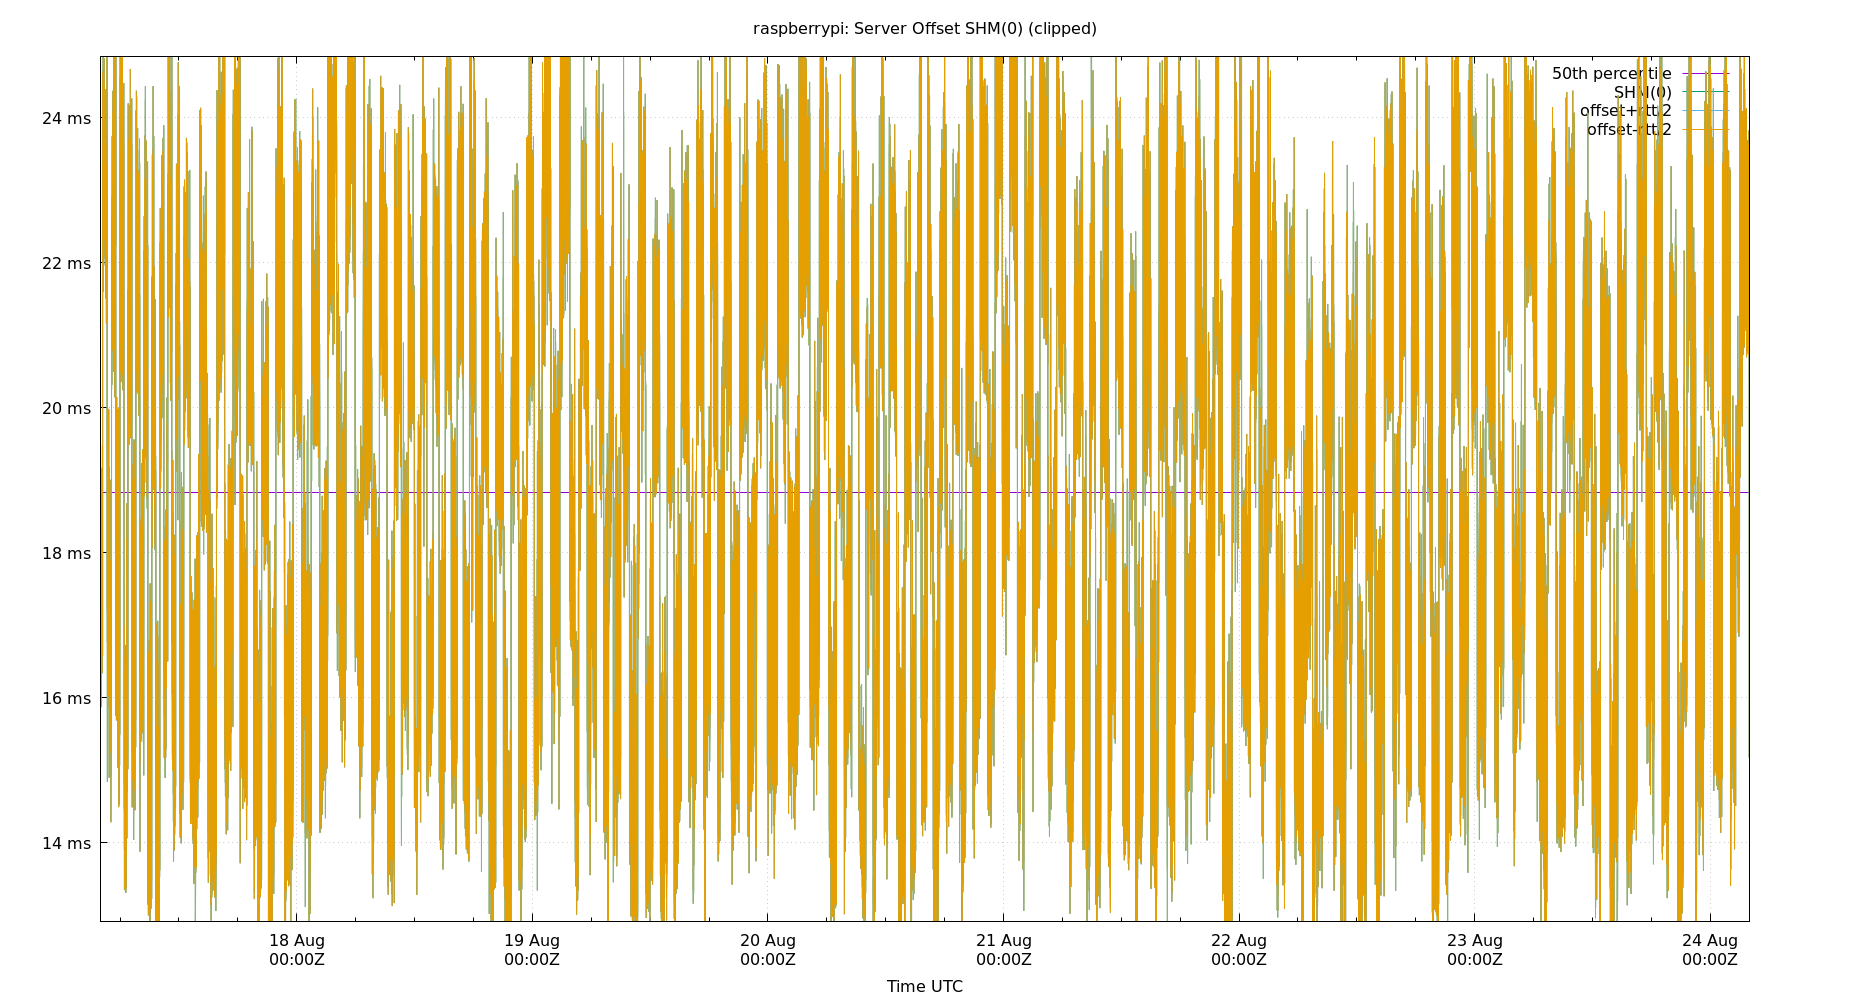 raspberrypi: Server Offset SHM(0) (clipped)
50th percentile
SHM(0)
offset+rtt/2
offset-rtt/2
24 ms
22 ms
20 ms
18 ms
16 ms
14 ms
18 Aug 19 Aug 20 Aug 21 Aug 22 Aug 23 Aug 24 Aug
00:00Z 00:00Z 00:00Z 00:00Z 00:00Z 00:00Z 00:00Z
Time UTC